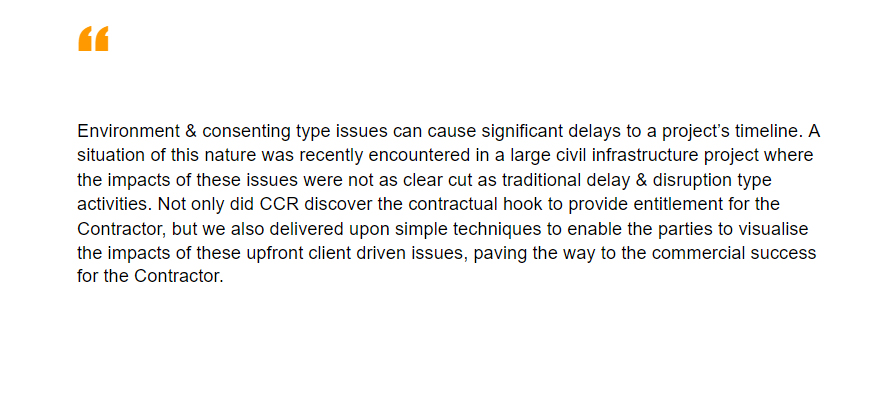 “
Environment & consenting type issues can cause significant delays to a project's timeline. A
situation of this nature was recently encountered in a large civil infrastructure project where
the impacts of these issues were not as clear cut as traditional delay & disruption type
activities. Not only did CCR discover the contractual hook to provide entitlement for the
Contractor, but we also delivered upon simple techniques to enable the parties to visualise
the impacts of these upfront client driven issues, paving the way to the commercial success
for the Contractor.